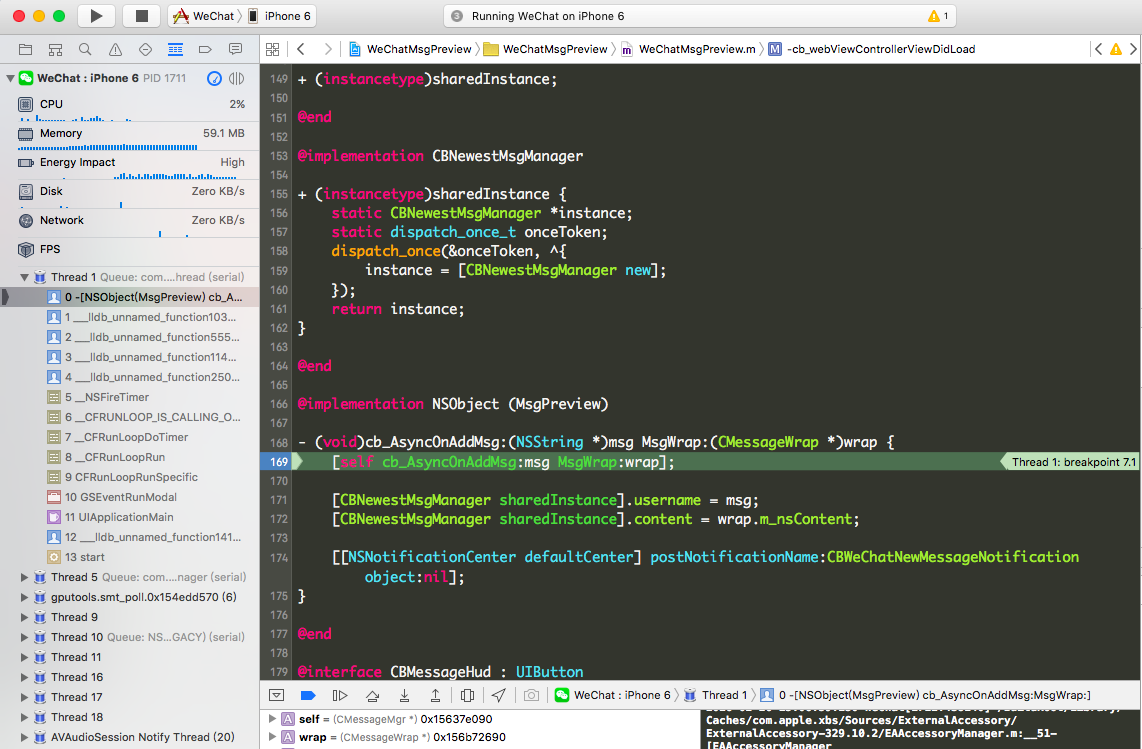 WeChat iPhone 6
3 Running WeChat on iPhone 6 1
WeChatMsgPreview WeChatMsgPreview WeChatMsgPreview.m M -cb_webViewControllerViewDidLoad
WeChat : iPhone 6 PID 1711
CPU 2%
Memory 59.1 MB
Energy Impact High
Disk Zero KB/s
Network Zero KB/s
FPS
Thread 1 Queue: com....hread (serial)
0 -[NSObject(MsgPreview) cb_A...
1 ___lldb_unnamed_function103...
2 ___lldb_unnamed_function555...
3 ___lldb_unnamed_function114...
4 ___lldb_unnamed_function250...
5 __NSFireTimer
6 __CFRUNLOOP_IS_CALLING_O...
7 __CFRunLoopDoTimer
8 __CFRunLoopRun
9 CFRunLoopRunSpecific
10 GSEventRunModal
11 UIApplicationMain
12 ___lldb_unnamed_function141...
13 start
Thread 5 Queue: com....nager (serial)
gputools.smt_poll.0x154edd570 (6)
Thread 9
Thread 10 Queue: NS...GACY) (serial)
Thread 11
Thread 16
Thread 17
Thread 18
AVAudioSession Notify Thread (20)
149 + (instancetype)sharedInstance;
150
151 @end
152
153 @implementation CBNewestMsgManager
154
155 + (instancetype)sharedInstance {
156 static CBNewestMsgManager *instance;
157 static dispatch_once_t onceToken;
158 dispatch_once(&onceToken, ^{
159 instance = [CBNewestMsgManager new];
160 });
161 return instance;
162 }
163
164 @end
165
166 @implementation NSObject (MsgPreview)
167
168 - (void)cb_AsyncOnAddMsg:(NSString *)msg MsgWrap:(CMessageWrap *)wrap {
169 [self cb_AsyncOnAddMsg:msg MsgWrap:wrap]; Thread 1: breakpoint 7.1
170
171 [CBNewestMsgManager sharedInstance].username = msg;
172 [CBNewestMsgManager sharedInstance].content = wrap.m_nsContent;
173
174 [[NSNotificationCenter defaultCenter] postNotificationName:CBWeChatNewMessageNotification
object:nil];
175 }
176
177 @end
178
179 @interface CBMessageHud : UIButton
WeChat : iPhone 6 Thread 1 0 -[NSObject(MsgPreview) cb_AsyncOnAddMsg:MsgWrap:]
A self = (CMessageMgr *) 0x15637e090
A wrap = (CMessageWrap *) 0x156b72690
Caches/com.apple.xbs/Sources/ExternalAccessory/
ExternalAccessory-329.10.2/EAAccessoryManager.m:__51-
[EAAccessoryManager